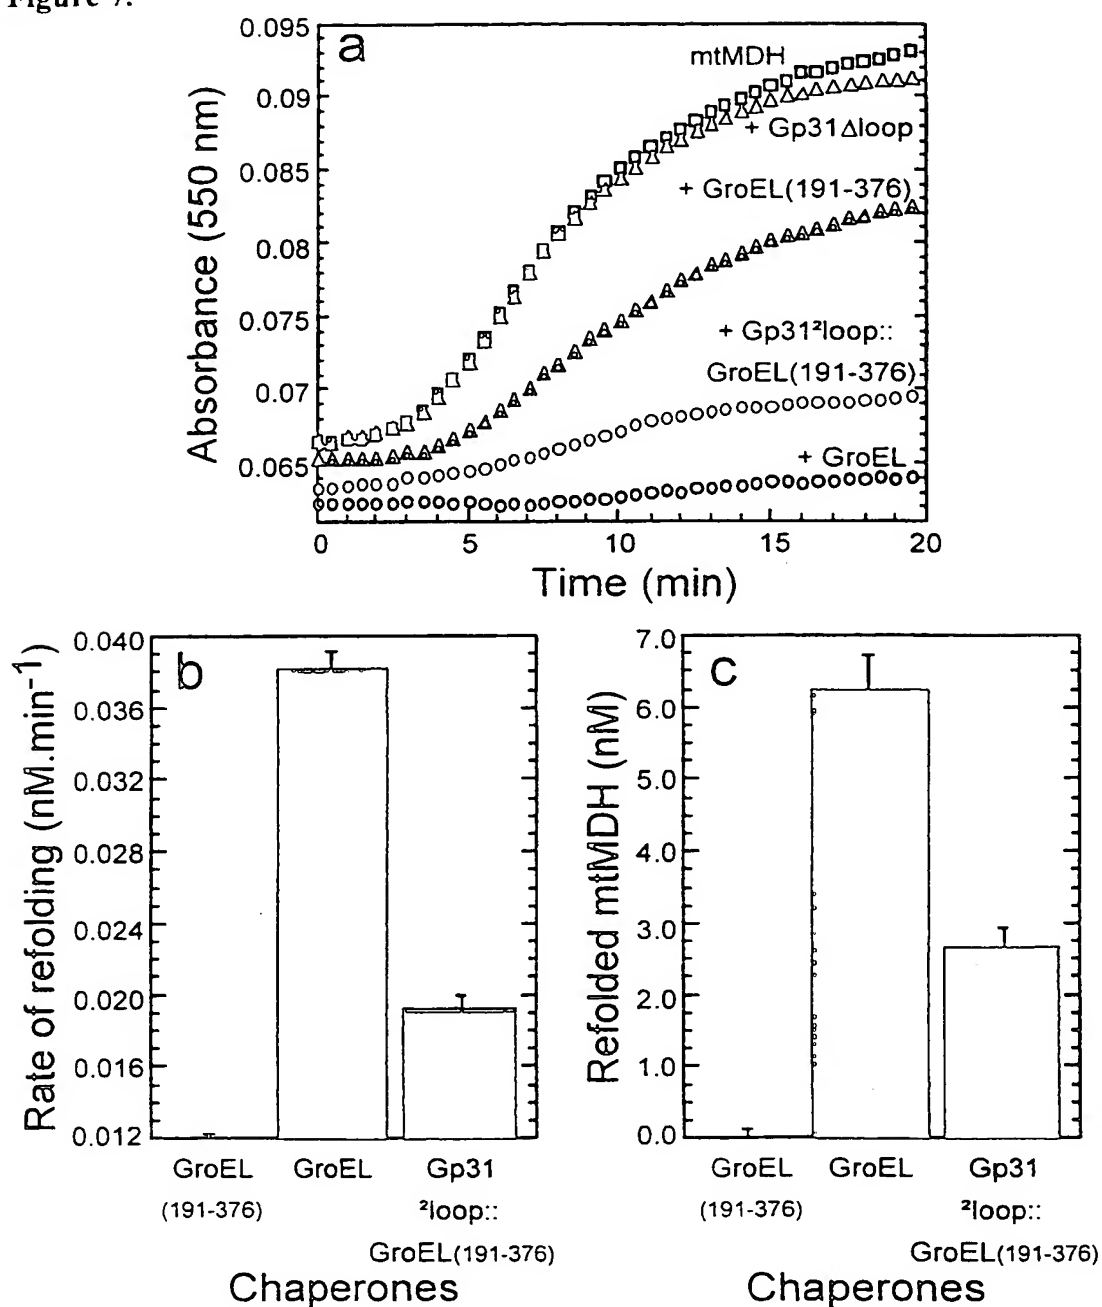 Figure 7.
a
mtMDH
+ Gp31Δloop
+ GroEL(191-376)
+ Gp31²loop::
GroEL(191-376)
+ GroEL
Absorbance (550 nm)
0.095
0.09
0.085
0.08
0.075
0.07
0.065
0 5 10 15 20
Time (min)
b
Rate of refolding (nM.min⁻¹)
0.040
0.036
0.032
0.028
0.024
0.020
0.016
0.012
GroEL GroEL Gp31
(191-376) ²loop::
GroEL(191-376)
Chaperones
c
Refolded mtMDH (nM)
7.0
6.0
5.0
4.0
3.0
2.0
1.0
0.0
GroEL GroEL Gp31
(191-376) ²loop::
GroEL(191-376)
Chaperones